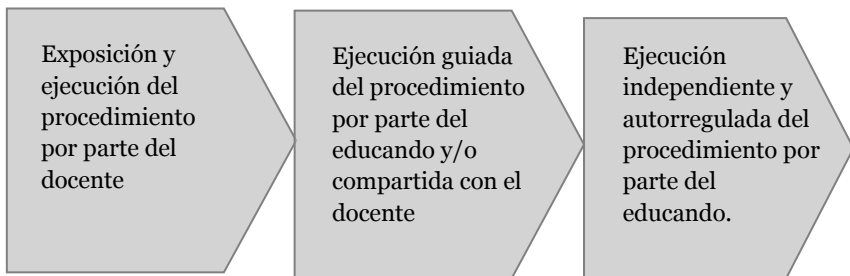 Exposición y
ejecución del
procedimiento
por parte del
docente
Ejecución guiada
del procedimiento
por parte del
educando y/o
compartida con el
docente
Ejecución
independiente y
autorregulada del
procedimiento por
parte del
educando.